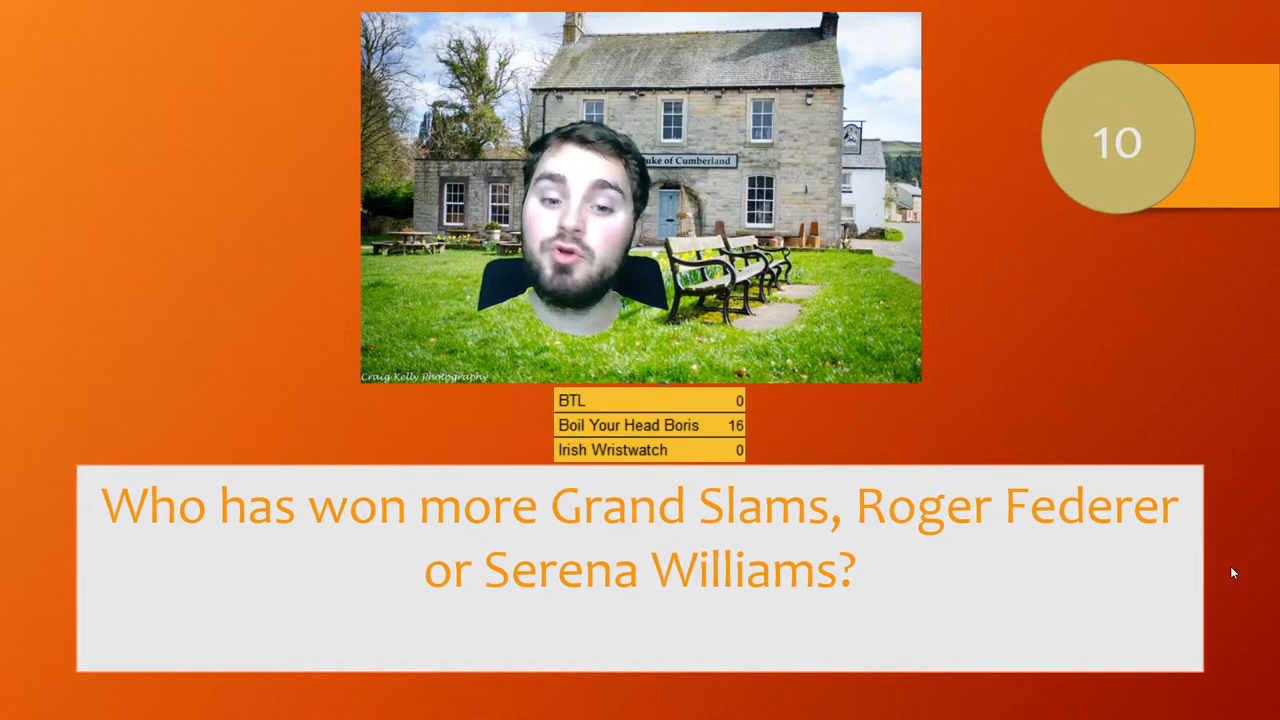 10
uke of Cumberland
Craig Kelly Photography
BTL 0
Boil Your Head Boris 16
Irish Wristwatch 0
Who has won more Grand Slams, Roger Federer
or Serena Williams?